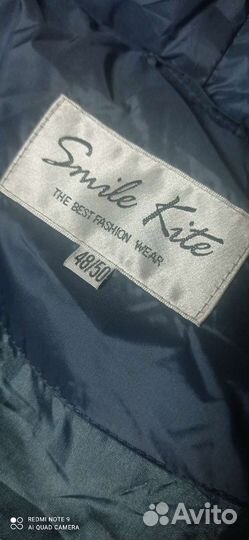 Smile Kite
THE BEST FASHION WEAR
48/50
REDMI NOTE 9
AI QUAD CAMERA
Avito